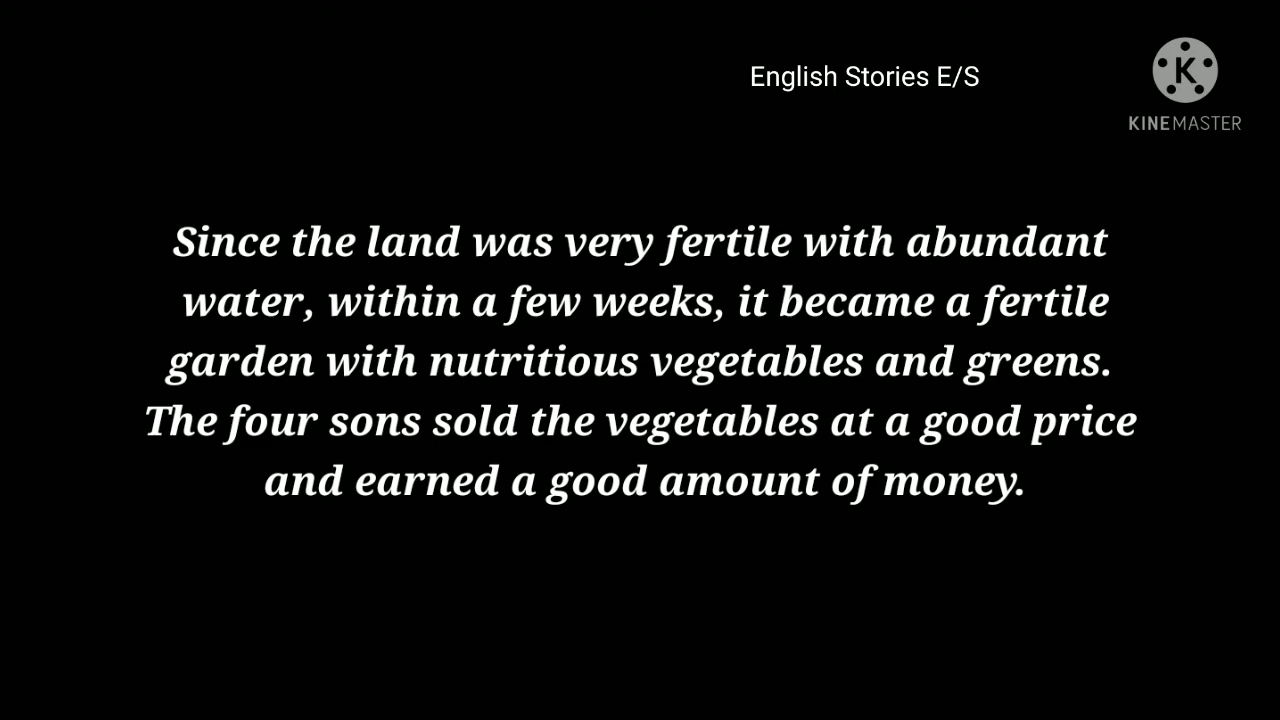 English Stories E/S
K
KINEMASTER
Since the land was very fertile with abundant
water, within a few weeks, it became a fertile
garden with nutritious vegetables and greens.
The four sons sold the vegetables at a good price
and earned a good amount of money.